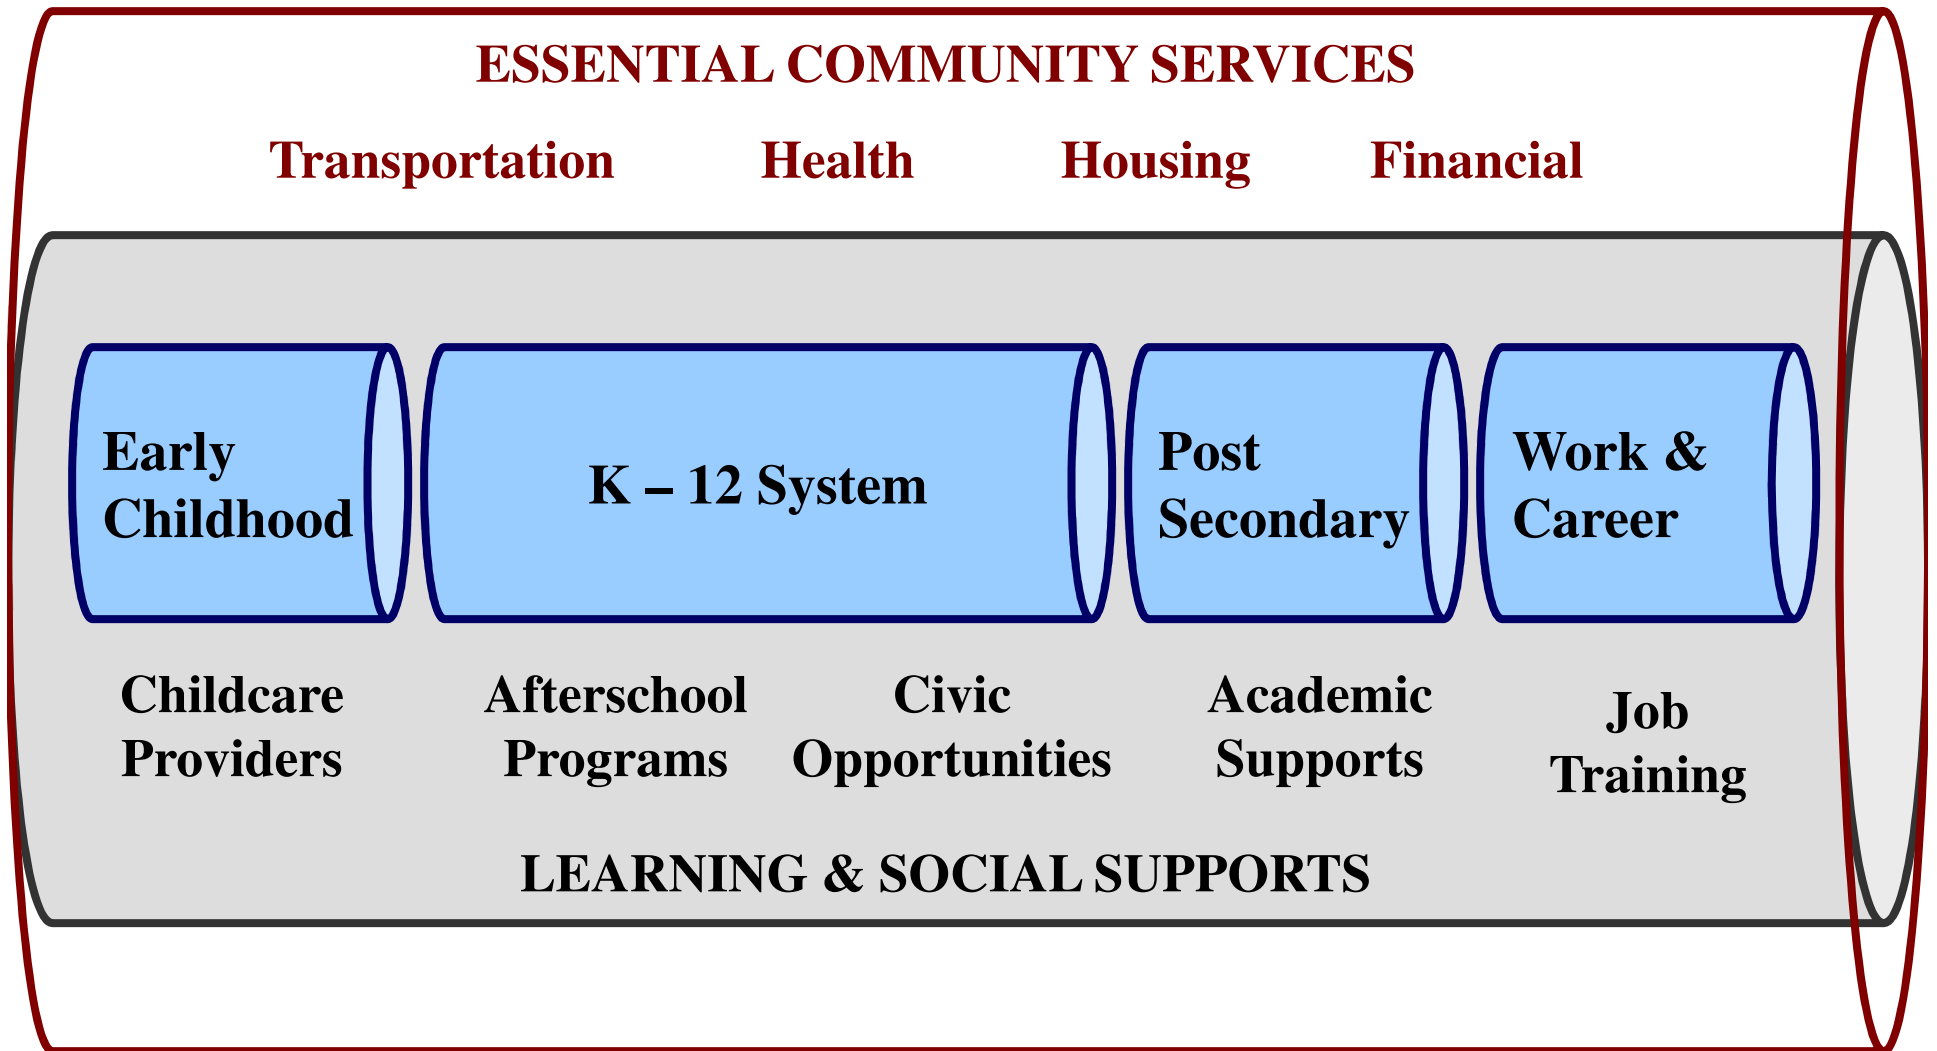 ESSENTIAL COMMUNITY SERVICES
Transportation Health Housing Financial
Early
Childhood
K – 12 System
Post
Secondary
Work &
Career
Childcare
Providers
Afterschool
Programs
Civic
Opportunities
Academic
Supports
Job
Training
LEARNING & SOCIAL SUPPORTS